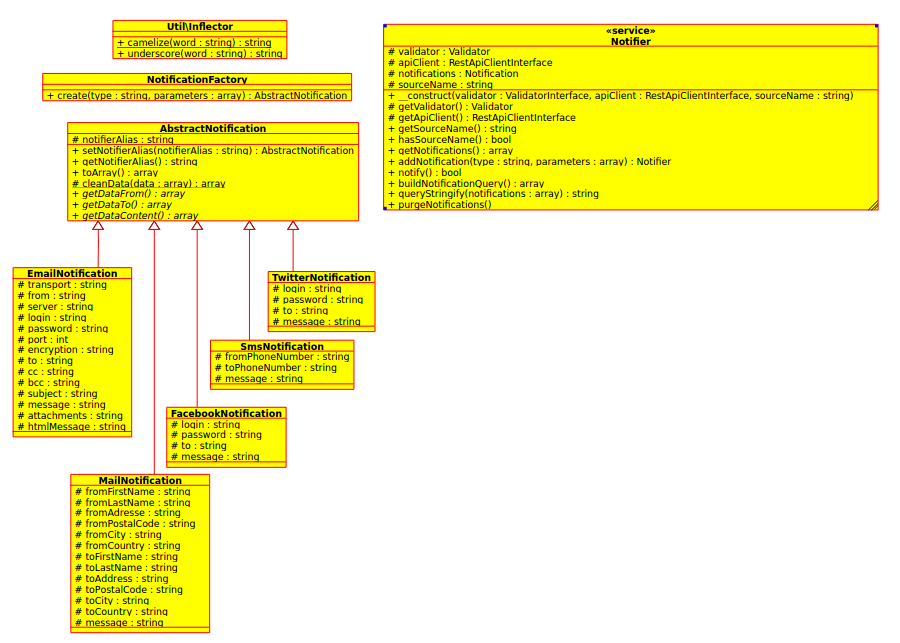 Util\Inflector
+ camelize(word : string) : string
+ underscore(word : string) : string
NotificationFactory
+ create(type : string, parameters : array) : AbstractNotification
AbstractNotification
# notifierAlias : string
+ setNotifierAlias(notifierAlias : string) : AbstractNotification
+ getNotifierAlias() : string
+ toArray() : array
# cleanData(data : array) : array
+ getDataFrom() : array
+ getDataTo() : array
+ getDataContent() : array
«service»
Notifier
# validator : Validator
# apiClient : RestApiClientInterface
# notifications : Notification
# sourceName : string
+ __construct(validator : ValidatorInterface, apiClient : RestApiClientInterface, sourceName : string)
# getValidator() : Validator
# getApiClient() : RestApiClientInterface
+ getSourceName() : string
+ hasSourceName() : bool
+ getNotifications() : array
+ addNotification(type : string, parameters : array) : Notifier
+ notify() : bool
+ buildNotificationQuery() : array
+ queryStringify(notifications : array) : string
+ purgeNotifications()
EmailNotification
# transport : string
# from : string
# server : string
# login : string
# password : string
# port : int
# encryption : string
# to : string
# cc : string
# bcc : string
# subject : string
# message : string
# attachments : string
# htmlMessage : string
TwitterNotification
# login : string
# password : string
# to : string
# message : string
SmsNotification
# fromPhoneNumber : string
# toPhoneNumber : string
# message : string
FacebookNotification
# login : string
# password : string
# to : string
# message : string
MailNotification
# fromFirstName : string
# fromLastName : string
# fromAdresse : string
# fromPostalCode : string
# fromCity : string
# fromCountry : string
# toFirstName : string
# toLastName : string
# toAddress : string
# toPostalCode : string
# toCity : string
# toCountry : string
# message : string